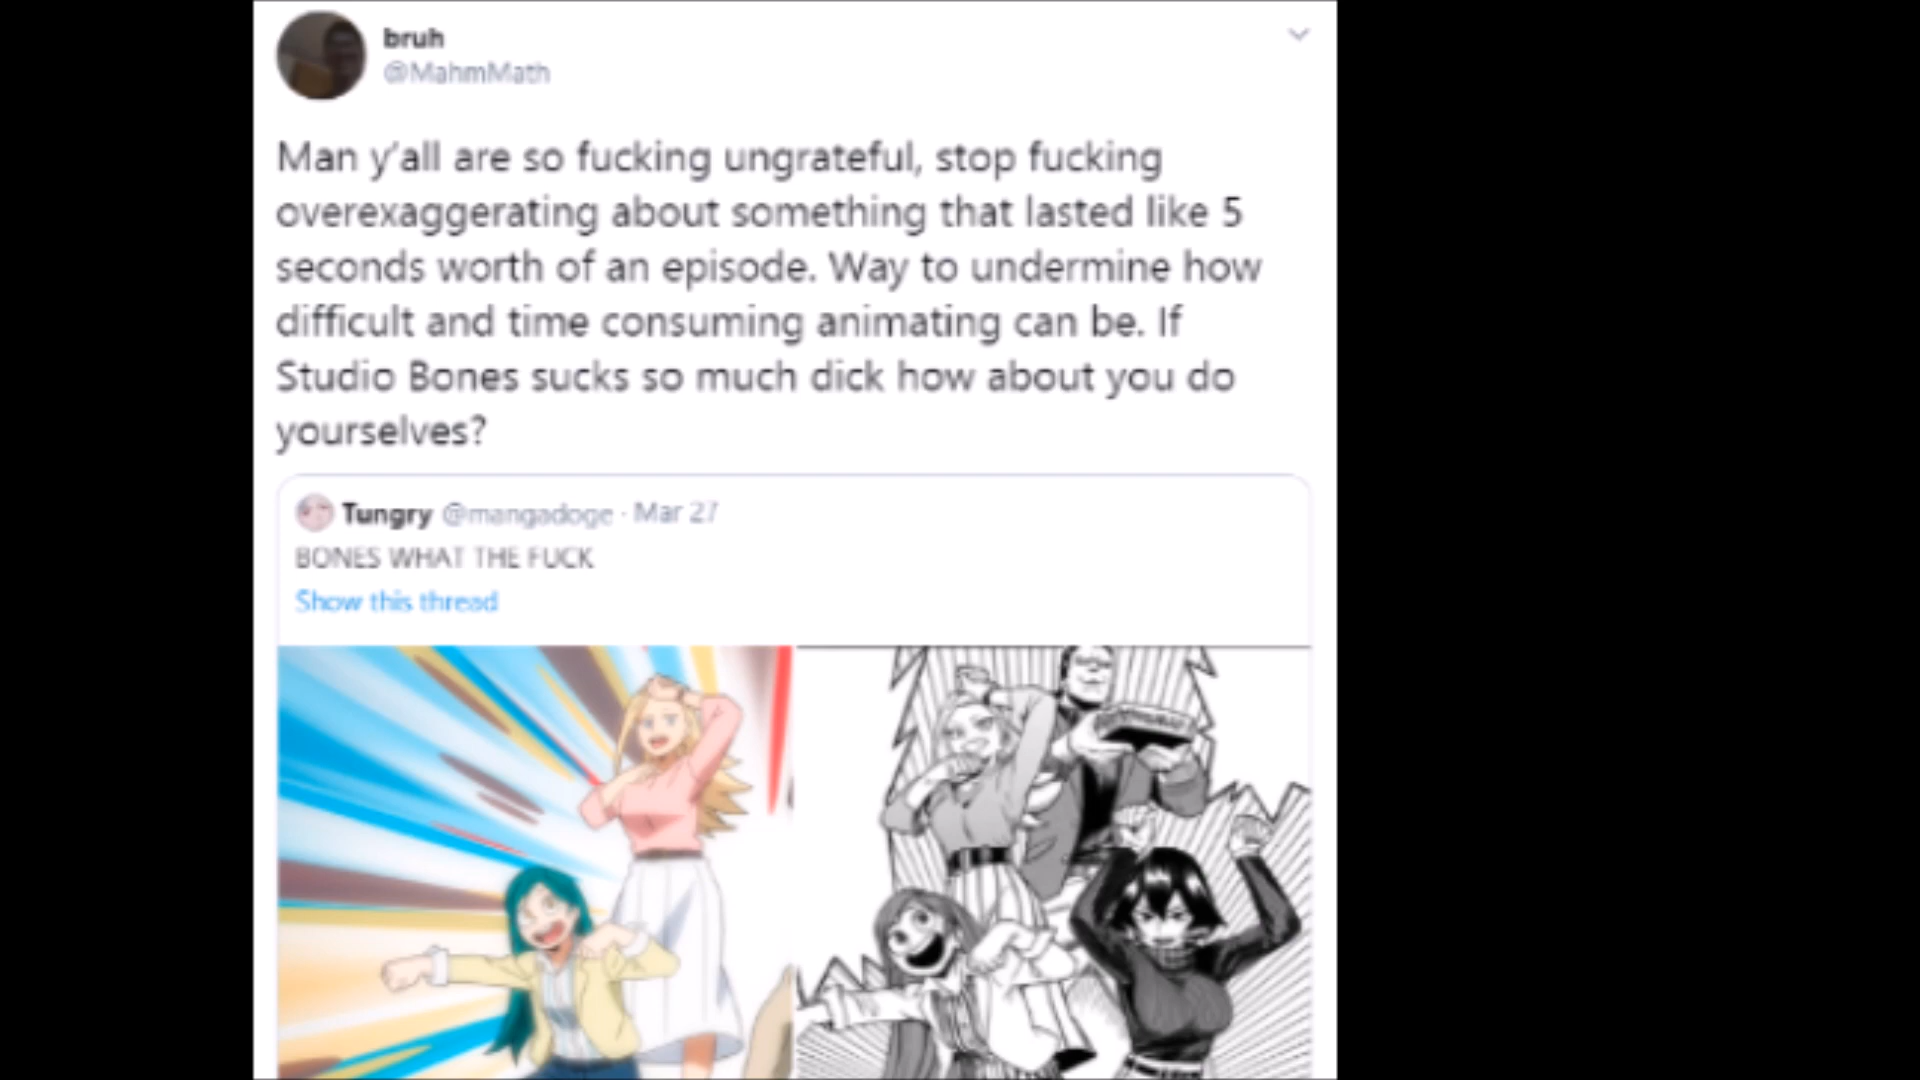 bruh
@MahmMath
Man y'all are so fucking ungrateful, stop fucking
overexaggerating about something that lasted like 5
seconds worth of an episode. Way to undermine how
difficult and time consuming animating can be. If
Studio Bones sucks so much dick how about you do
yourselves?
Tungry @mangadoge · Mar 27
BONES WHAT THE FUCK
Show this thread